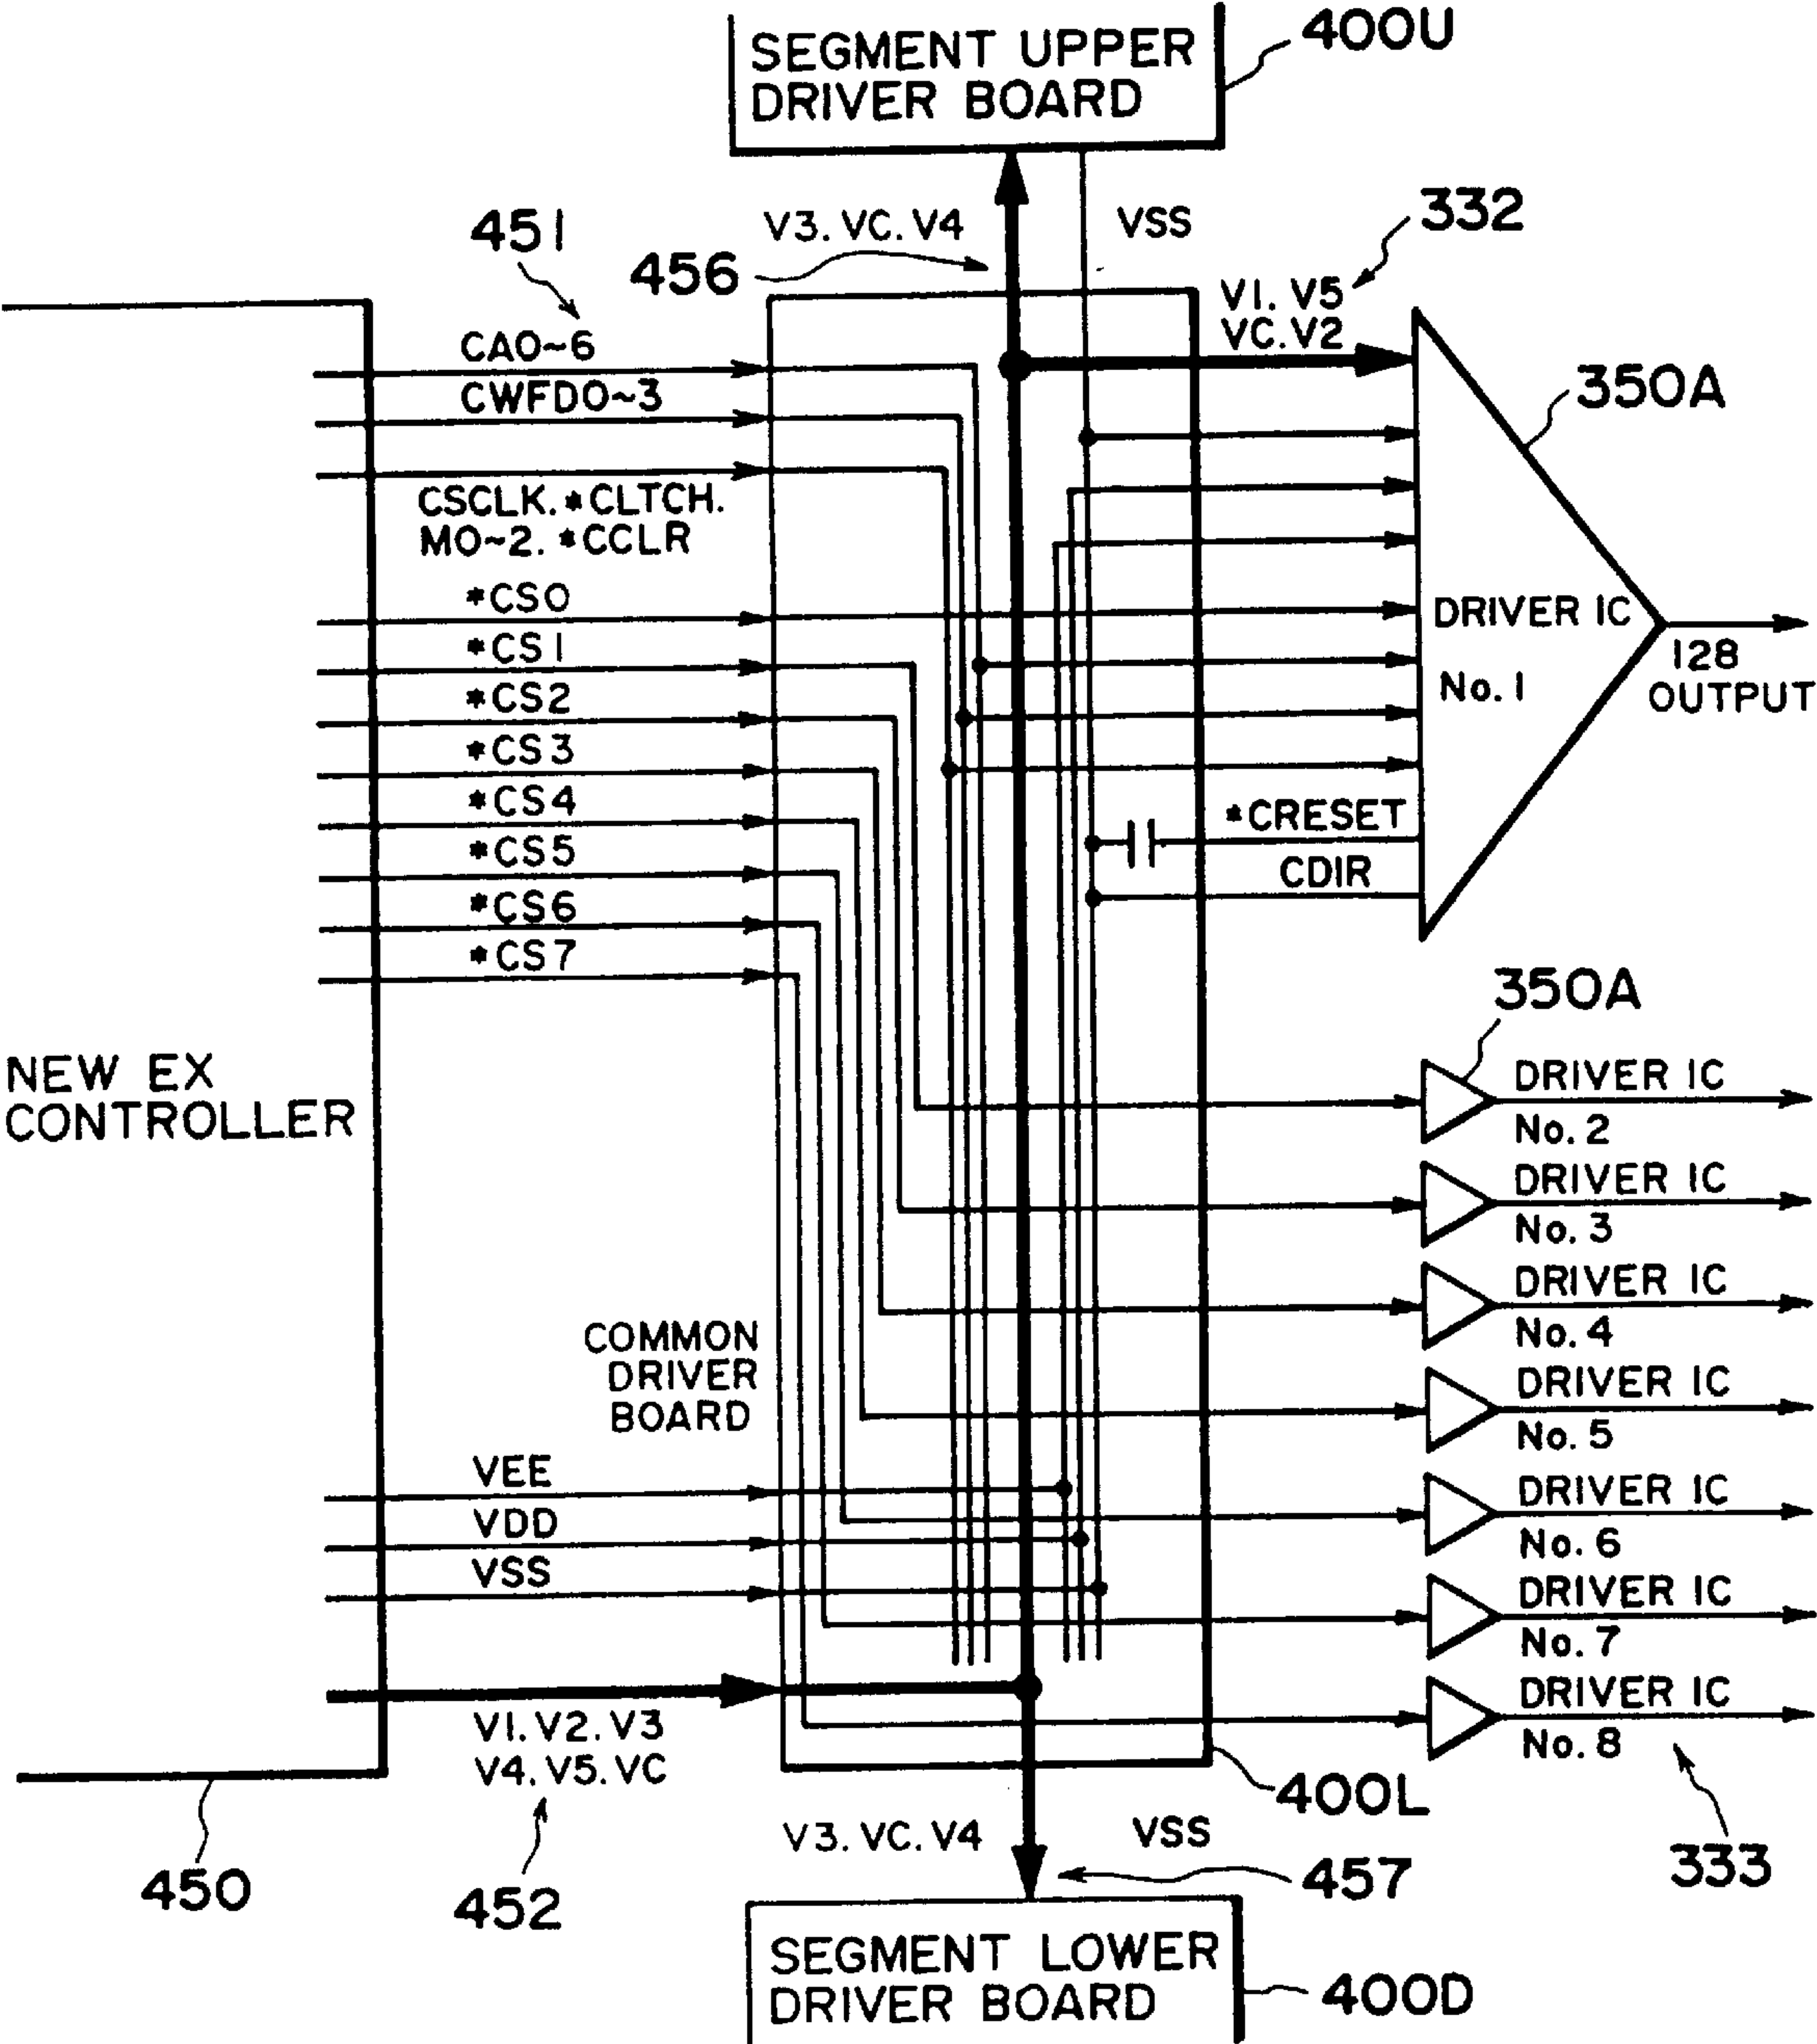 SEGMENT UPPER
DRIVER BOARD
400U
V3. VC. V4
VSS
332
451
456
V1. V5
VC. V2
350A
CA0~6
CWFD0~3
CSCLK. *CLTCH.
M0~2. *CCLR
*CS0
*CS1
*CS2
*CS3
*CS4
*CS5
*CS6
*CS7
DRIVER IC
No. 1
128
OUTPUT
*CRESET
CDIR
350A
NEW EX
CONTROLLER
DRIVER IC
No. 2
DRIVER IC
No. 3
DRIVER IC
No. 4
DRIVER IC
No. 5
DRIVER IC
No. 6
DRIVER IC
No. 7
DRIVER IC
No. 8
COMMON
DRIVER
BOARD
VEE
VDD
VSS
V1. V2. V3
V4. V5. VC
400L
V3. VC. V4
VSS
450
452
457
333
SEGMENT LOWER
DRIVER BOARD
400D